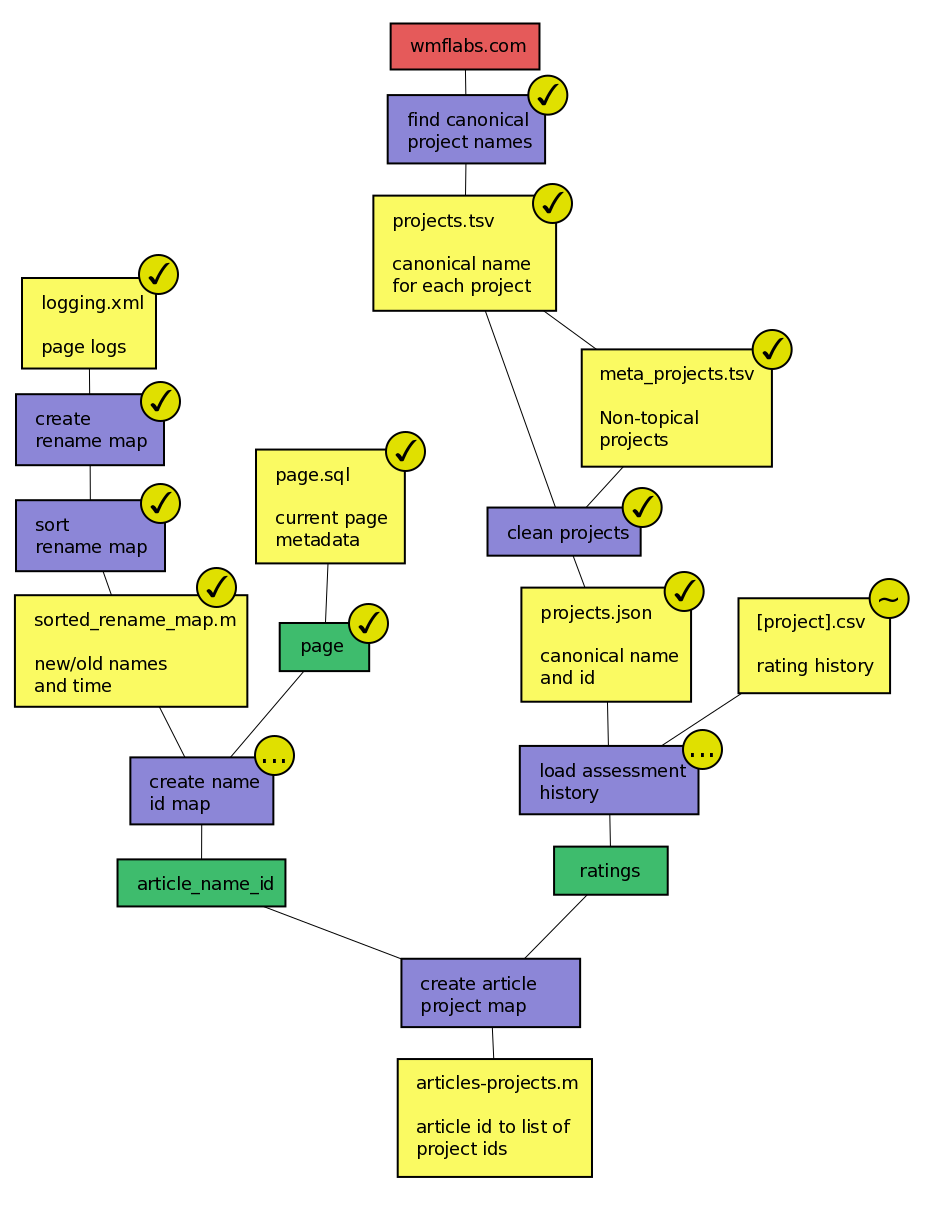 wmflabs.com
✓
find canonical
project names
✓
projects.tsv
canonical name
for each project
✓
logging.xml
page logs
✓
meta_projects.tsv
Non-topical
projects
✓
create
rename map
✓
page.sql
current page
metadata
✓
sort
rename map
✓
clean projects
✓
sorted_rename_map.m
new/old names
and time
✓
page
✓
projects.json
canonical name
and id
~
[project].csv
rating history
...
create name
id map
...
load assessment
history
article_name_id
ratings
create article
project map
articles-projects.m
article id to list of
project ids